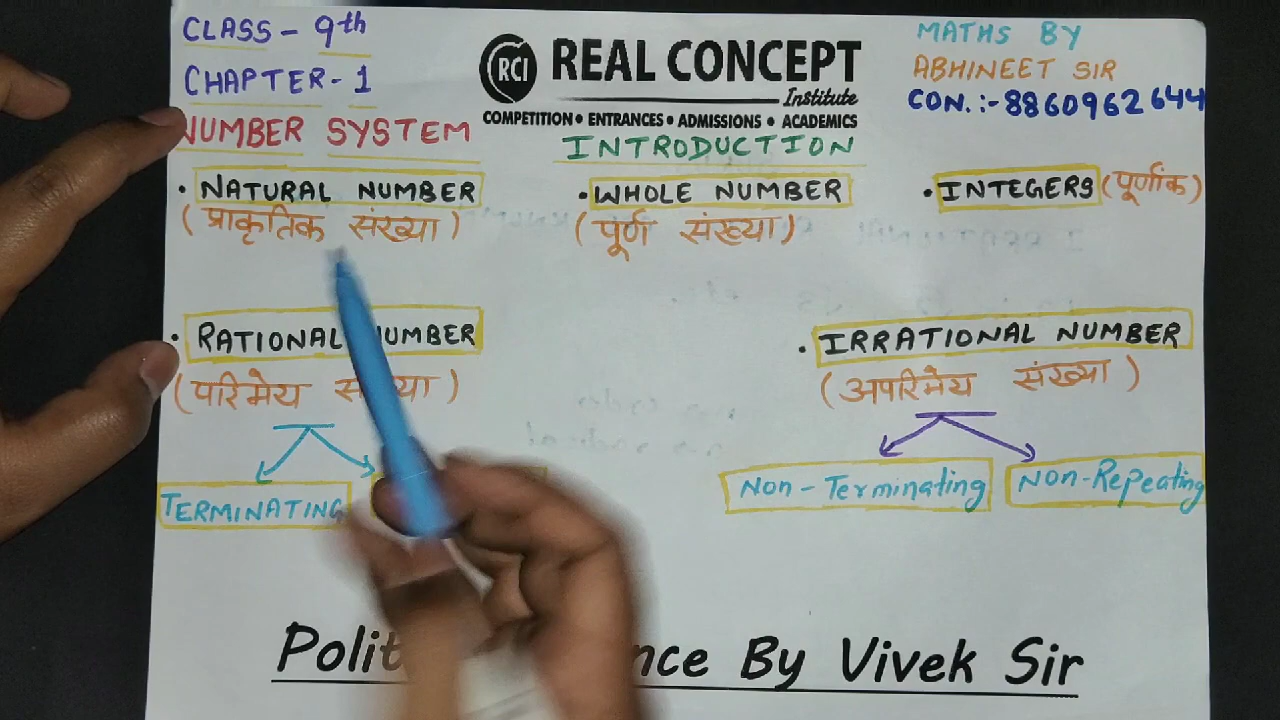 CLASS - 9th
CHAPTER - 1
NUMBER SYSTEM
RCI REAL CONCEPT
Institute
COMPETITION • ENTRANCES • ADMISSIONS • ACADEMICS
INTRODUCTION
MATHS BY
ABHINEET SIR
CON. :- 8860962644
• NATURAL NUMBER
(प्राकृतिक संख्या)
• WHOLE NUMBER
(पूर्ण संख्या)
• INTEGERS (पूर्णांक)
• RATIONAL NUMBER
(परिमेय संख्या)
TERMINATING
• IRRATIONAL NUMBER
(अपरिमेय संख्या)
Non - Terminating
Non-Repeating
By Vivek Sir